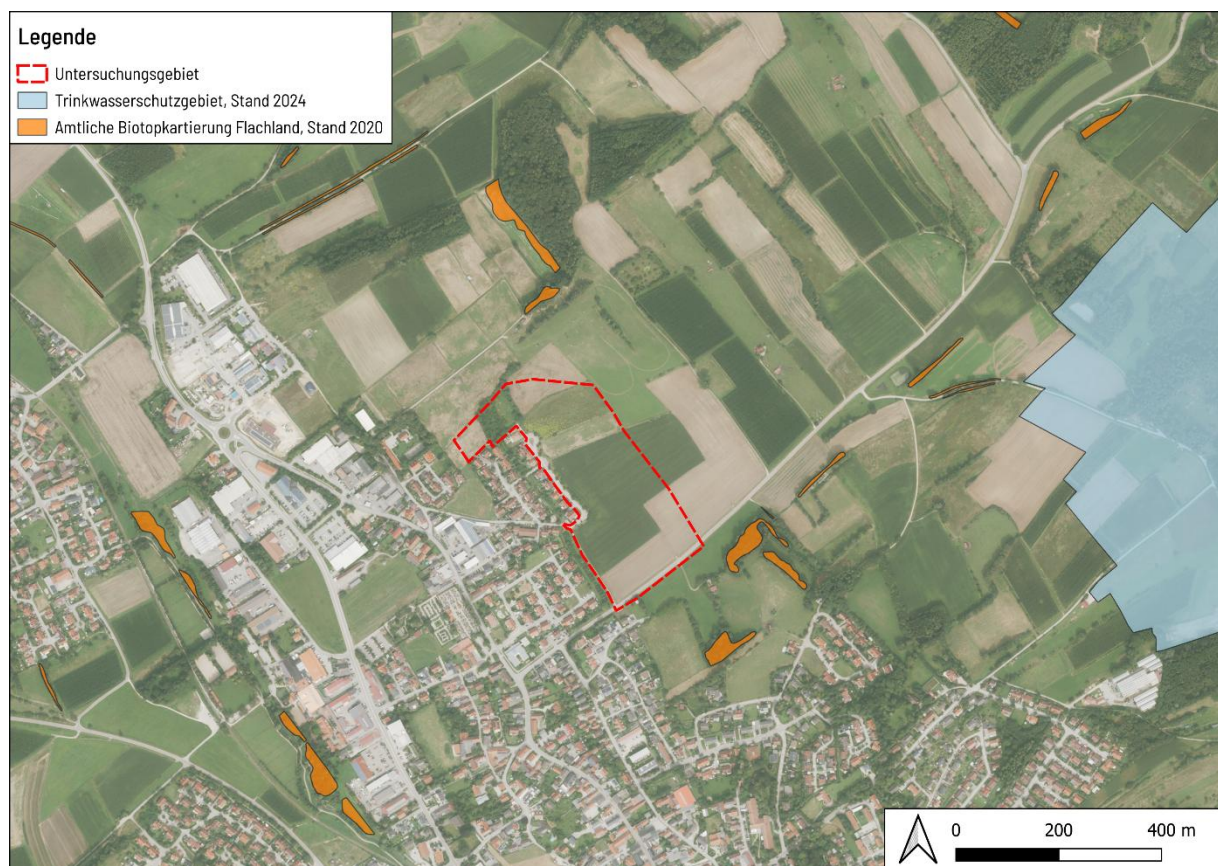 Legende
Untersuchungsgebiet
Trinkwasserschutzgebiet, Stand 2024
Amtliche Biotopkartierung Flachland, Stand 2020
0 200 400 m